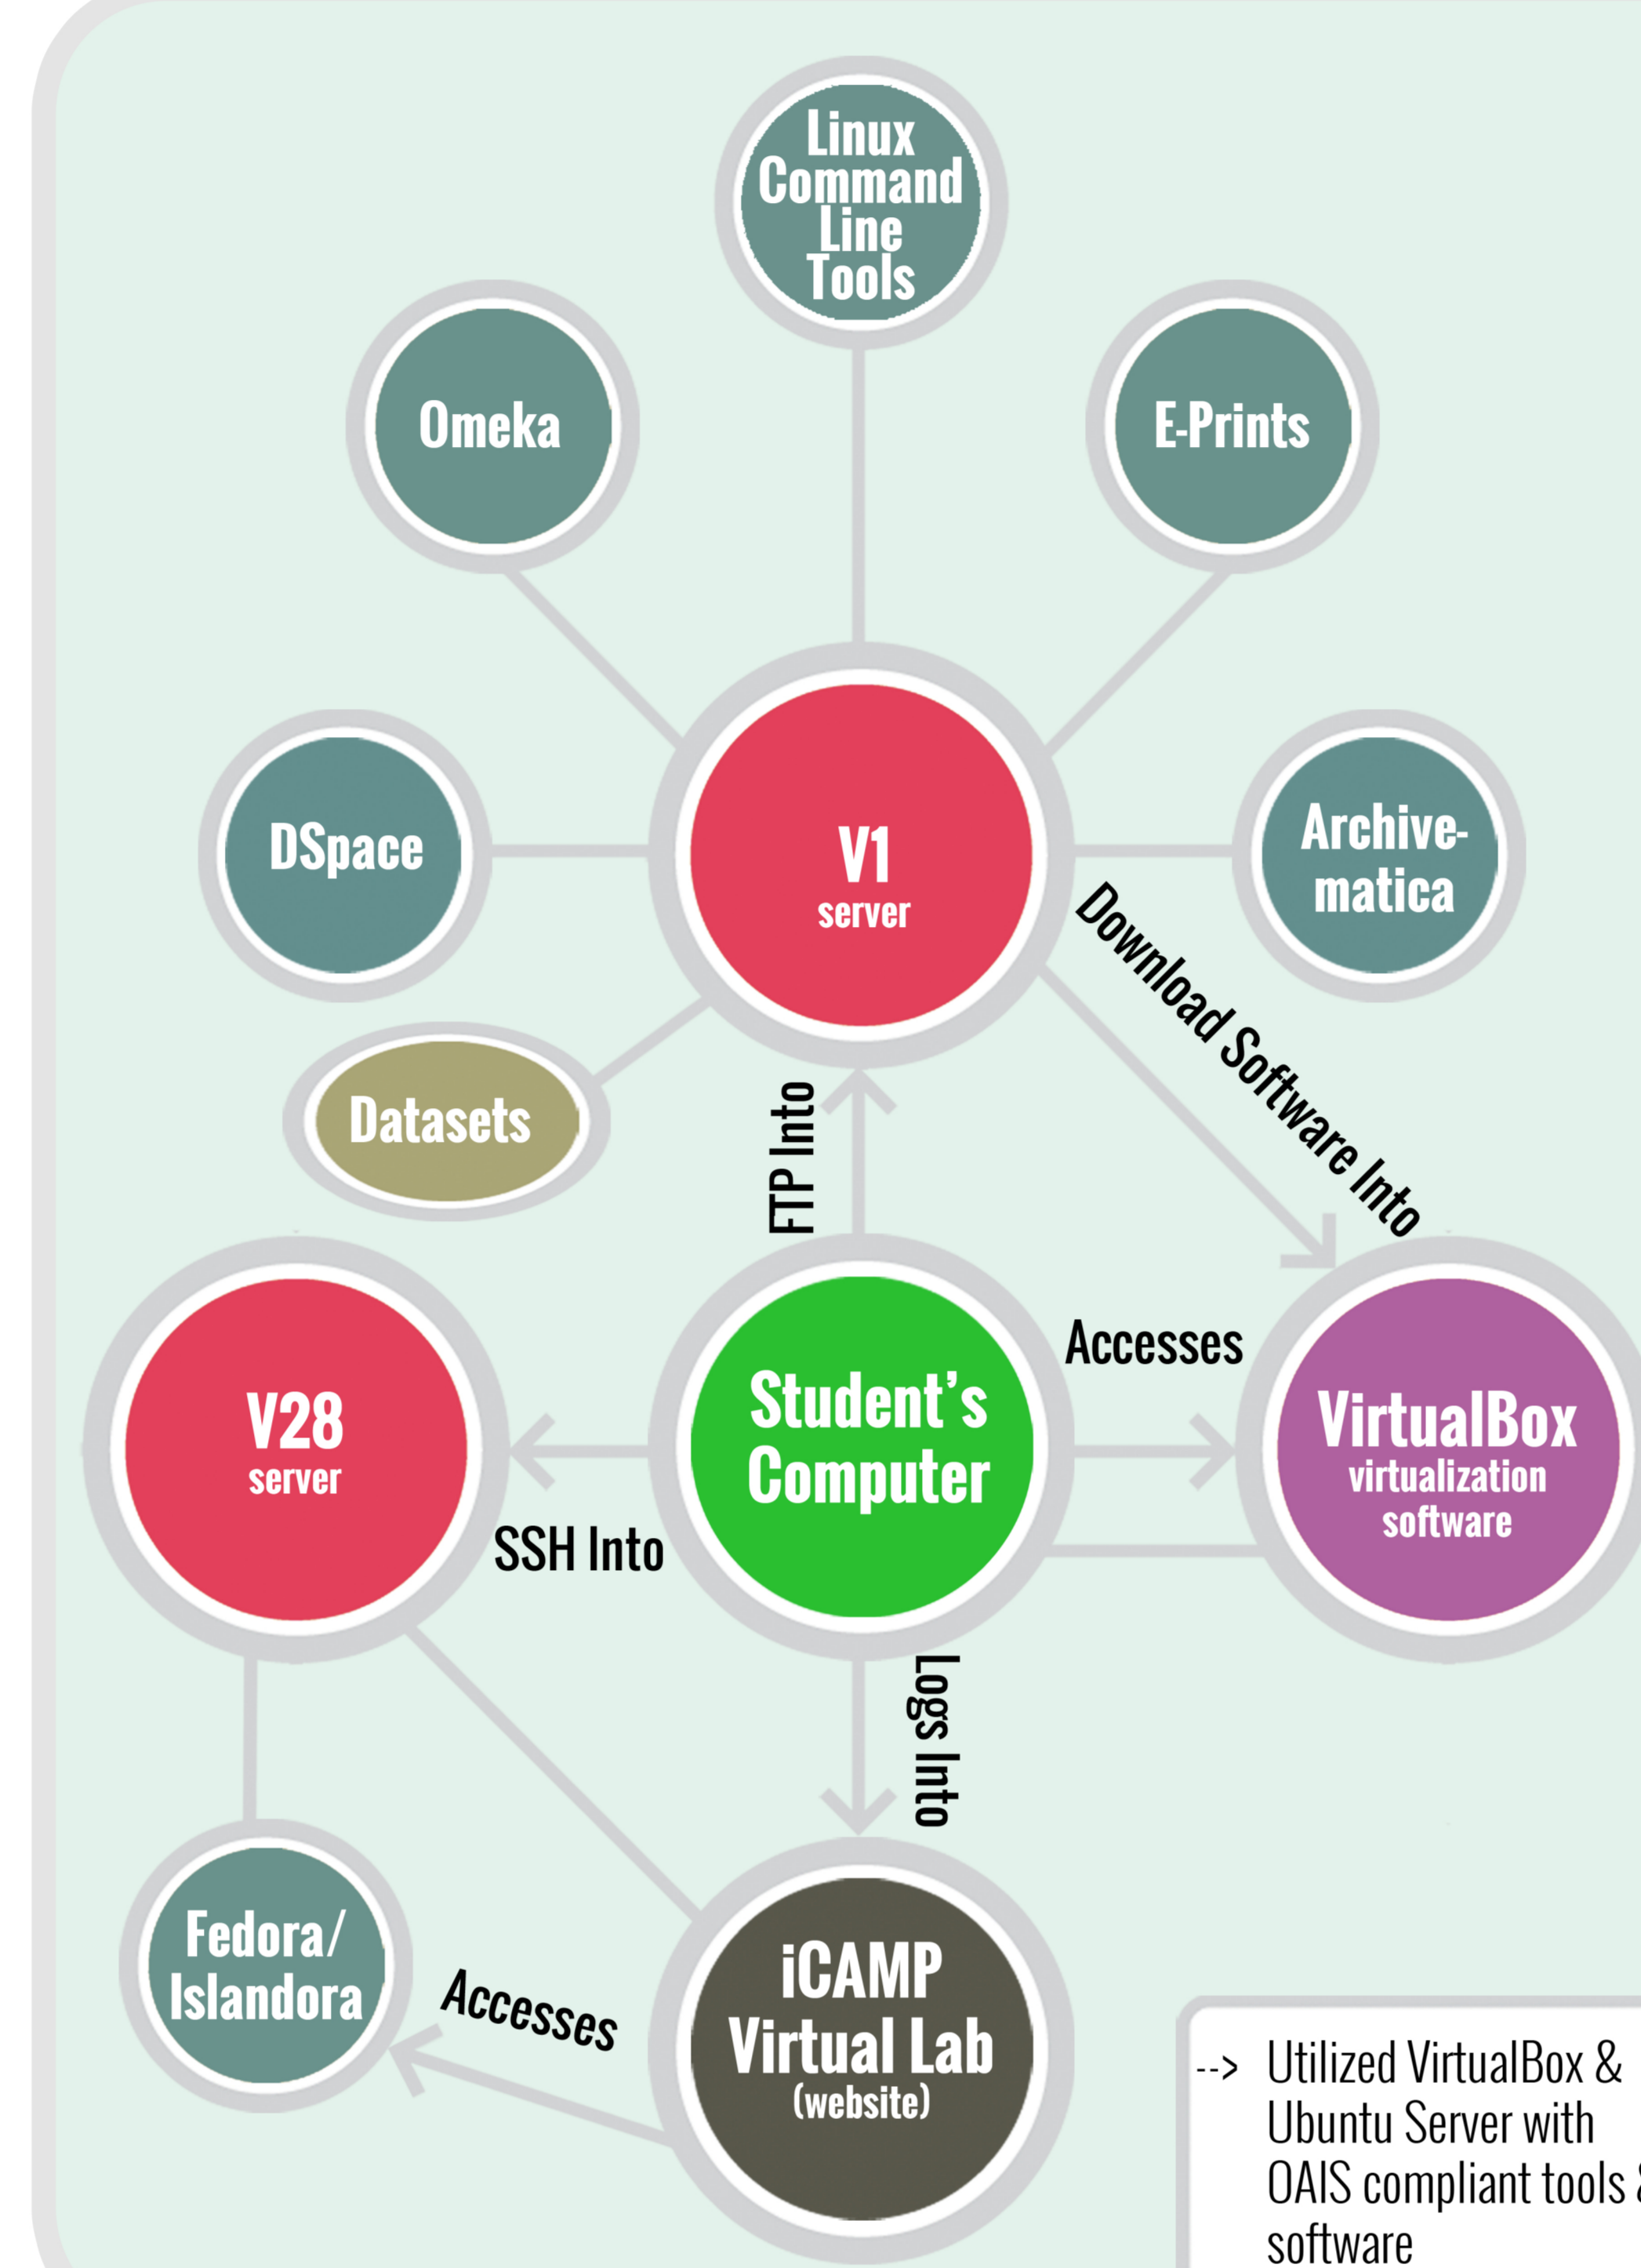 Linux
Command
Line
Tools
Omeka
E-Prints
DSpace
V1
server
Archive-
matica
Download Software Into
Datasets
FTP Into
V28
server
Student’s
Computer
Accesses
VirtualBox
virtualization
software
SSH Into
Logs Into
Fedora/
Islandora
Accesses
iCAMP
Virtual Lab
(website)
--> Utilized VirtualBox &
Ubuntu Server with
OAIS compliant tools &
software